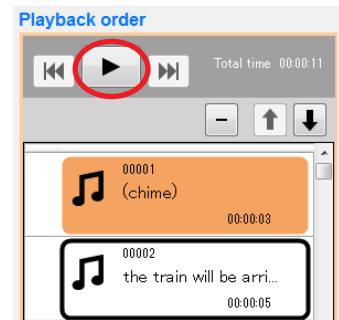 Playback order
Total time 00:00:11
00001
(chime)
00:00:03
00002
the train will be arri...
00:00:05